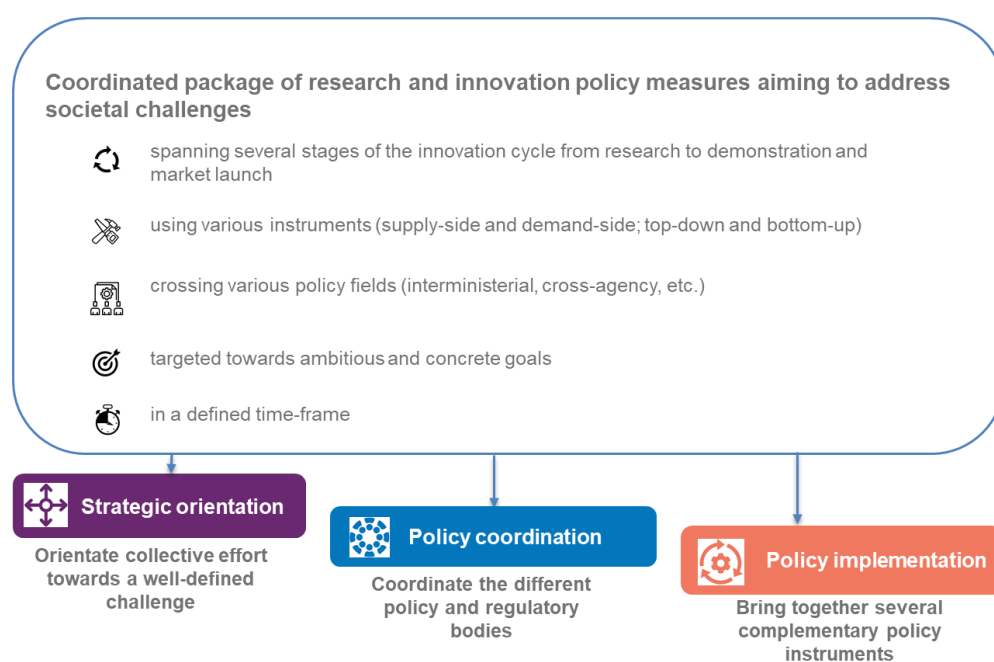 Coordinated package of research and innovation policy measures aiming to address
societal challenges
spanning several stages of the innovation cycle from research to demonstration and
market launch
using various instruments (supply-side and demand-side; top-down and bottom-up)
crossing various policy fields (interministerial, cross-agency, etc.)
targeted towards ambitious and concrete goals
in a defined time-frame
Strategic orientation
Orientate collective effort
towards a well-defined
challenge
Policy coordination
Coordinate the different
policy and regulatory
bodies
Policy implementation
Bring together several
complementary policy
instruments